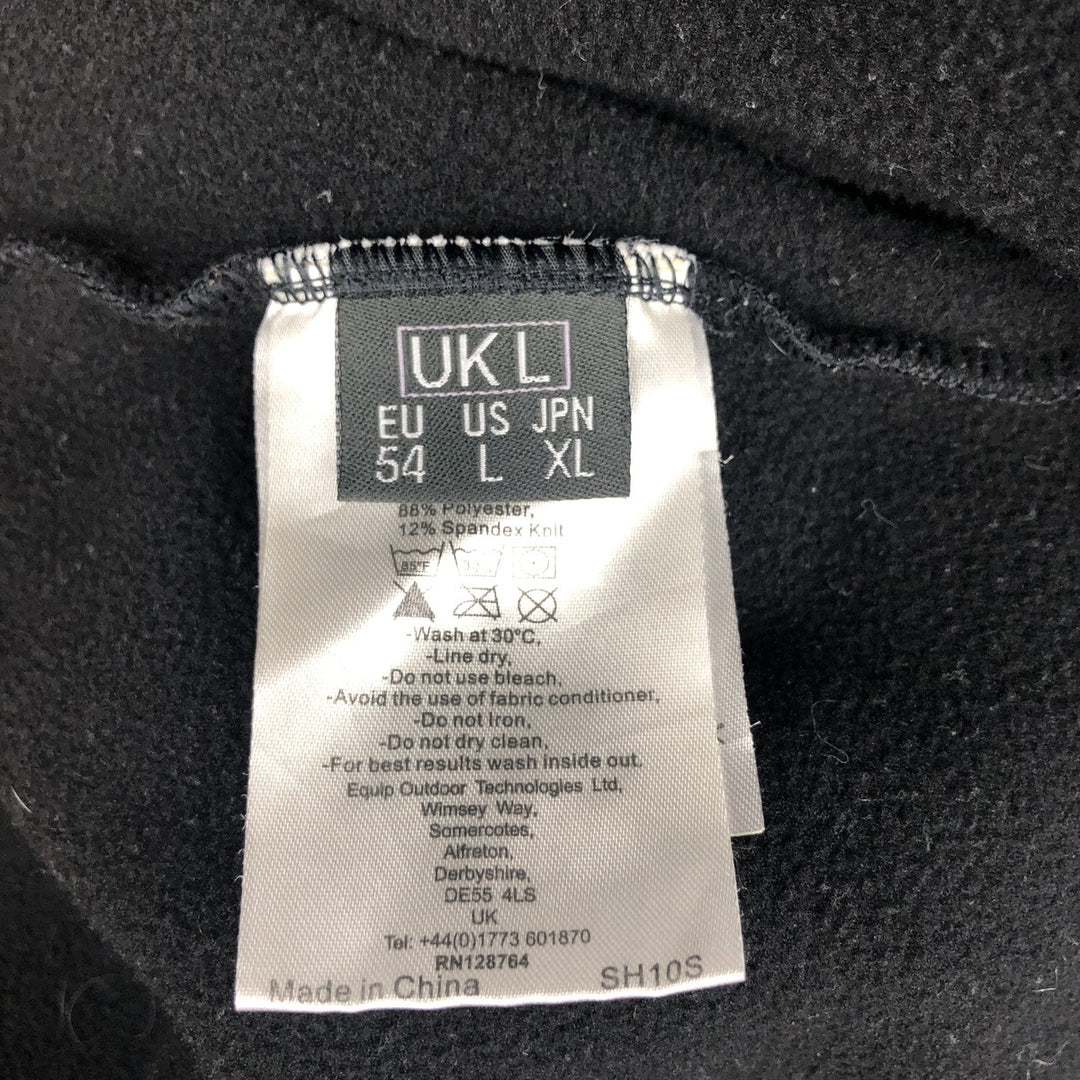 UK L
EU US JPN
54 L XL
88% Polyester,
12% Spandex Knit
85°F 30°
-Wash at 30°C,
-Line dry,
-Do not use bleach,
-Avoid the use of fabric conditioner,
-Do not Iron,
-Do not dry clean,
-For best results wash inside out.
Equip Outdoor Technologies Ltd,
Wimsey Way,
Somercotes,
Alfreton,
Derbyshire,
DE55 4LS
UK
Tel: +44(0)1773 601870
RN128764
Made in China SH10S